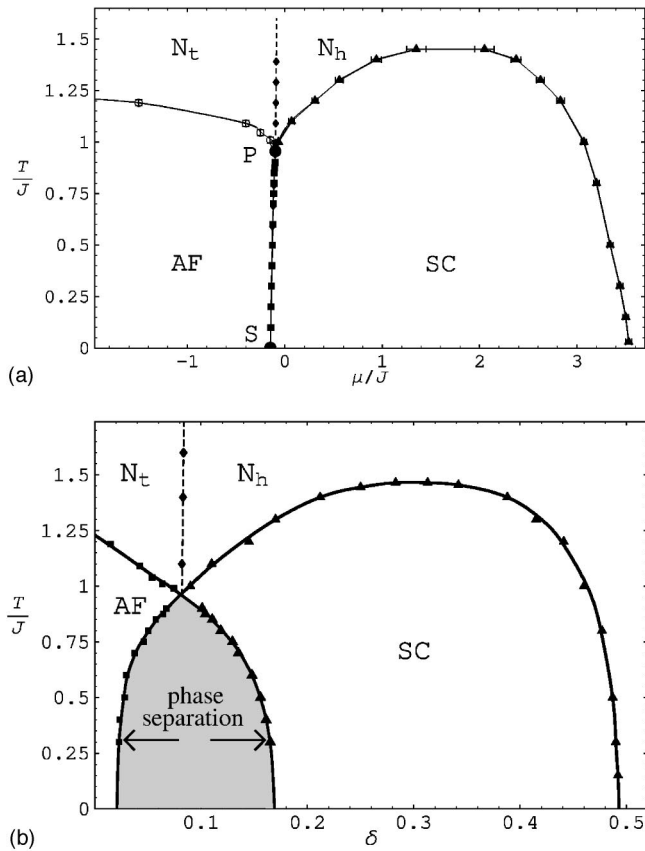 1.5
N_t
N_h
1.25
1
P
T/J
0.75
0.5
AF
SC
0.25
S
0
-1
0
1
2
3
μ/J
(a)
1.5
N_t
N_h
1.25
1
T/J
AF
0.75
SC
phase
separation
0.5
0.25
0
0.1
0.2
0.3
0.4
0.5
δ
(b)